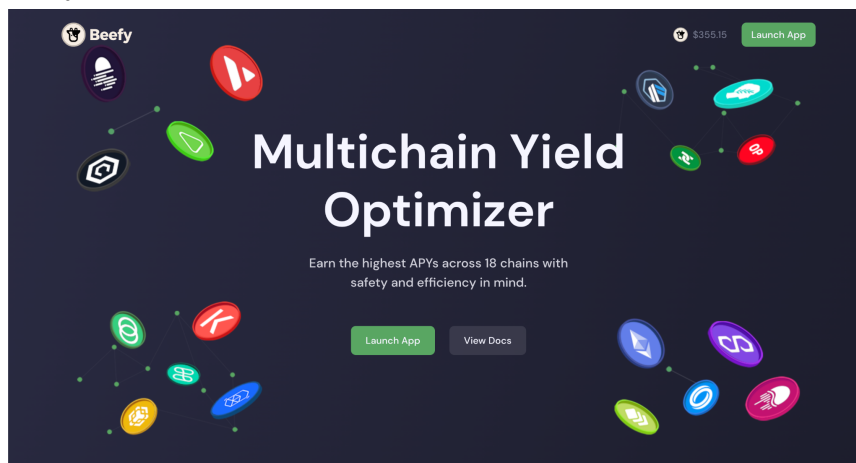 Beefy
$355.15
Launch App
Multichain Yield
Optimizer
Earn the highest APYs across 18 chains with
safety and efficiency in mind.
Launch App
View Docs